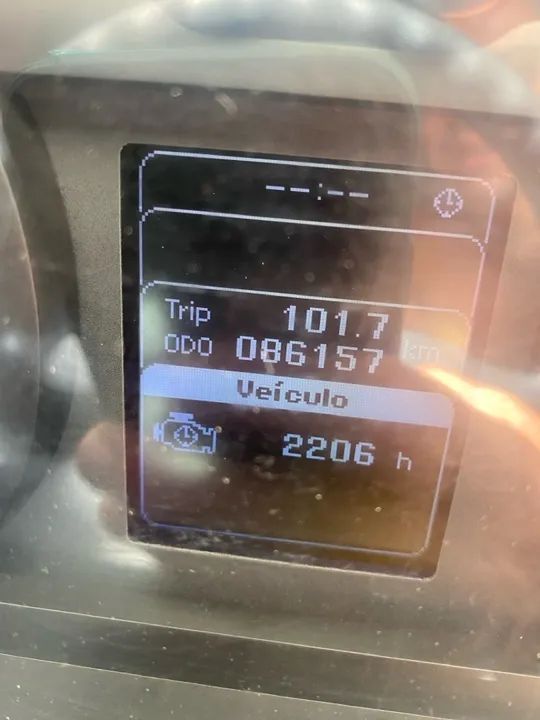 --:--
Trip 101.7
ODO 086157 km
Veículo
2206 h